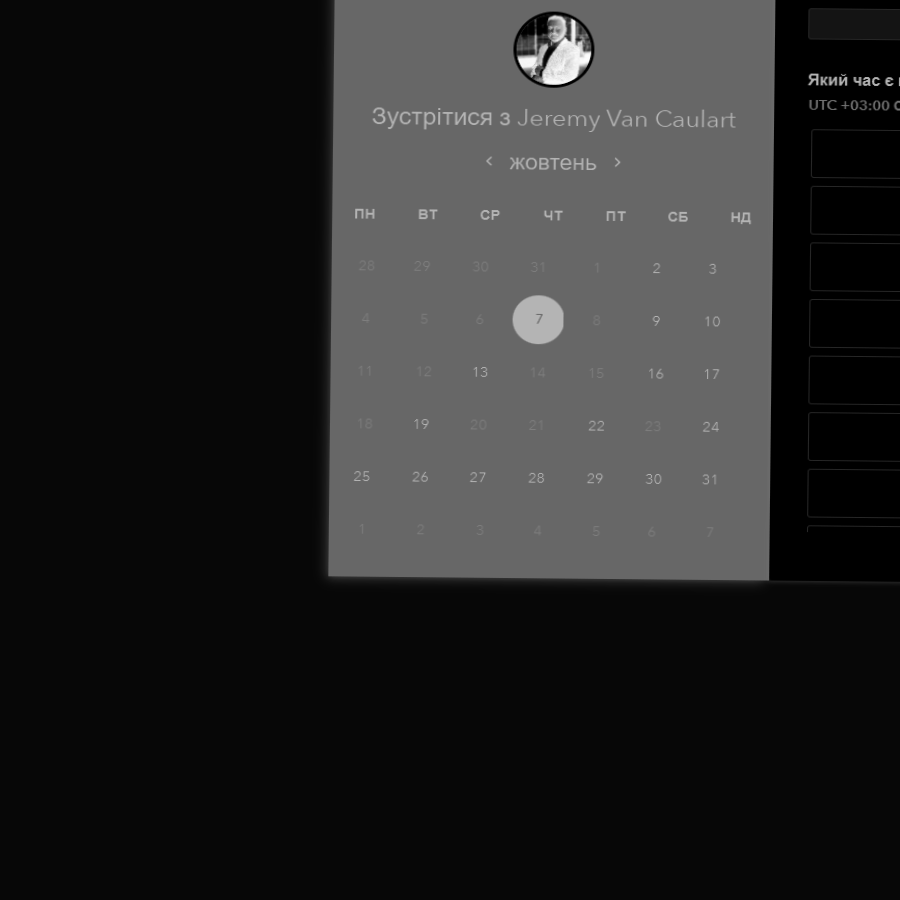 Зустрітися з Jeremy Van Caulart
‹ жовтень ›
ПН ВТ СР ЧТ ПТ СБ НД
28 29 30 31 1 2 3
4 5 6 7 8 9 10
11 12 13 14 15 16 17
18 19 20 21 22 23 24
25 26 27 28 29 30 31
1 2 3 4 5 6 7
Який час є
UTC +03:00